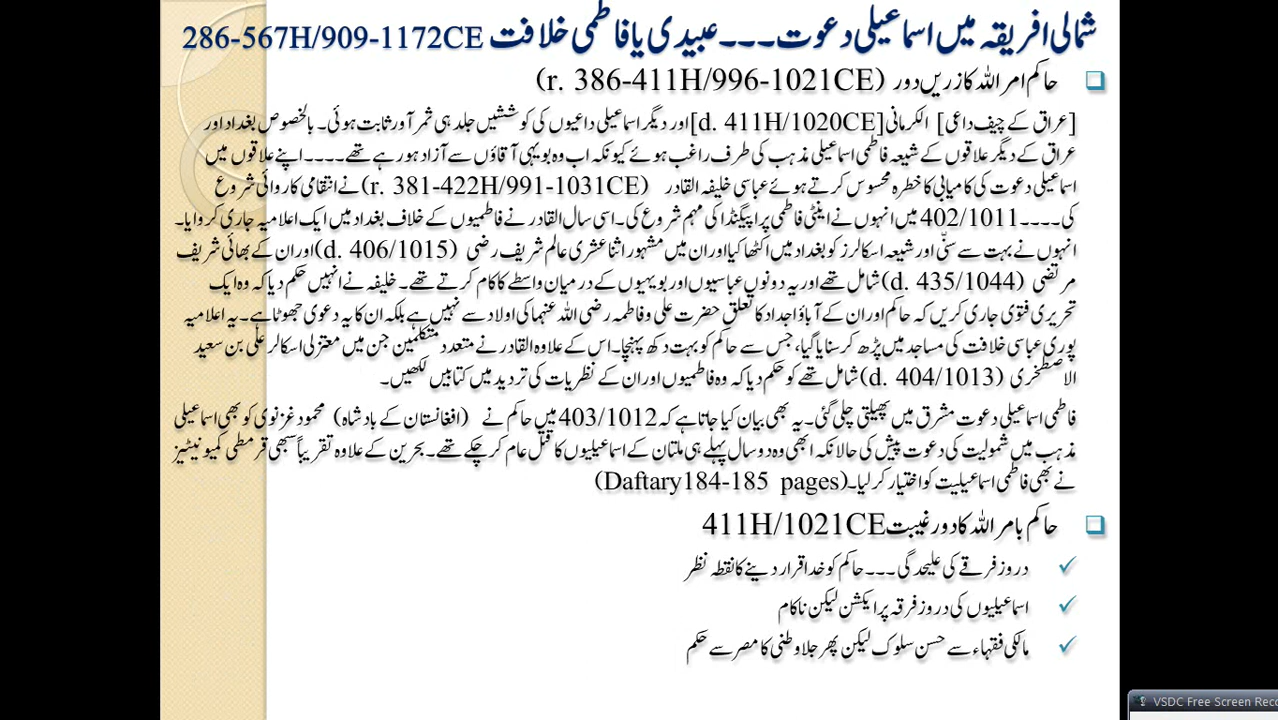 شمالی افریقہ میں اسماعیلی دعوت۔۔۔عبیدی یا فاطمی خلافت 286-567H/909-1172CE
حاکم امر اللہ کا زریں دور (r. 386-411H/996-1021CE)
[عراق کے چیف داعی] الکرمانی[d. 411H/1020CE]اور دیگر اسماعیلی داعیوں کی کوششیں جلد ہی ثمر آور ثابت ہوئی۔ بالخصوص بغداد اور
عراق کے دیگر علاقوں کے شیعہ فاطمی اسماعیلی مذہب کی طرف راغب ہوئے کیونکہ اب وہ بویہی آقاؤں سے آزاد ہو رہے تھے۔۔۔۔اپنے علاقوں میں
اسماعیلی دعوت کی کامیابی کا خطرہ محسوس کرتے ہوئے عباسی خلیفہ القادر (r. 381-422H/991-1031CE)نے انتقامی کاروائی شروع
کی۔۔۔۔402/1011 میں انہوں نے اینٹی فاطمی پراپیگنڈا کی مہم شروع کی۔ اسی سال القادر نے فاطمیوں کے خلاف بغداد میں ایک اعلامیہ جاری کروایا۔
انہوں نے بہت سے سنّی اور شیعہ اسکالرز کو بغداد میں اکٹھا کیا اور ان میں مشہور اثنا عشری عالم شریف رضی (d. 406/1015)اور ان کے بھائی شریف
مرتضی (d. 435/1044)شامل تھے اور یہ دونوں عباسیوں اور بویہیوں کے درمیان واسطے کا کام کرتے تھے۔ خلیفہ نے انہیں حکم دیا کہ وہ ایک
تحریری فتوی جاری کریں کہ حاکم اور ان کے آباؤ اجداد کا تعلق حضرت علی و فاطمہ رضی اللہ عنہما کی اولاد سے نہیں ہے بلکہ ان کا یہ دعوی جھوٹا ہے۔ یہ اعلامیہ
پوری عباسی خلافت کی مساجد میں پڑھ کر سنایا گیا، جس سے حاکم کو بہت دکھ پہنچا۔ اس کے علاوہ القادر نے متعدد متکلمین جن میں معتزلی اسکالر علی بن سعید
الاصطخری (d. 404/1013)شامل تھے کو حکم دیا کہ وہ فاطمیوں اور ان کے نظریات کی تردید میں کتابیں لکھیں۔
فاطمی اسماعیلی دعوت مشرق میں پھیلتی چلی گئی۔ یہ بھی بیان کیا جاتا ہے کہ 403/1012 میں حاکم نے (افغانستان کے بادشاہ) محمود غزنوی کو بھی اسماعیلی
مذہب میں شمولیت کی دعوت پیش کی حالانکہ ابھی وہ دو سال پہلے ہی ملتان کے اسماعیلیوں کا قتل عام کر چکے تھے۔ بحرین کے علاوہ تقریباً سبھی قرمطی کمیونٹیز
نے بھی فاطمی اسماعیلیت کو اختیار کر لیا۔(Daftary184-185 pages)
حاکم بامر اللہ کا دور غیبت411H/1021CE
دروز فرقے کی علیحدگی۔۔۔حاکم کو خدا قرار دینے کا نقطہ نظر
اسماعیلیوں کی دروز فرقہ پر ایکشن لیکن ناکام
مالکی فقہاء سے حسن سلوک لیکن پھر جلا وطنی کا مصر سے حکم
VSDC Free Screen Reco